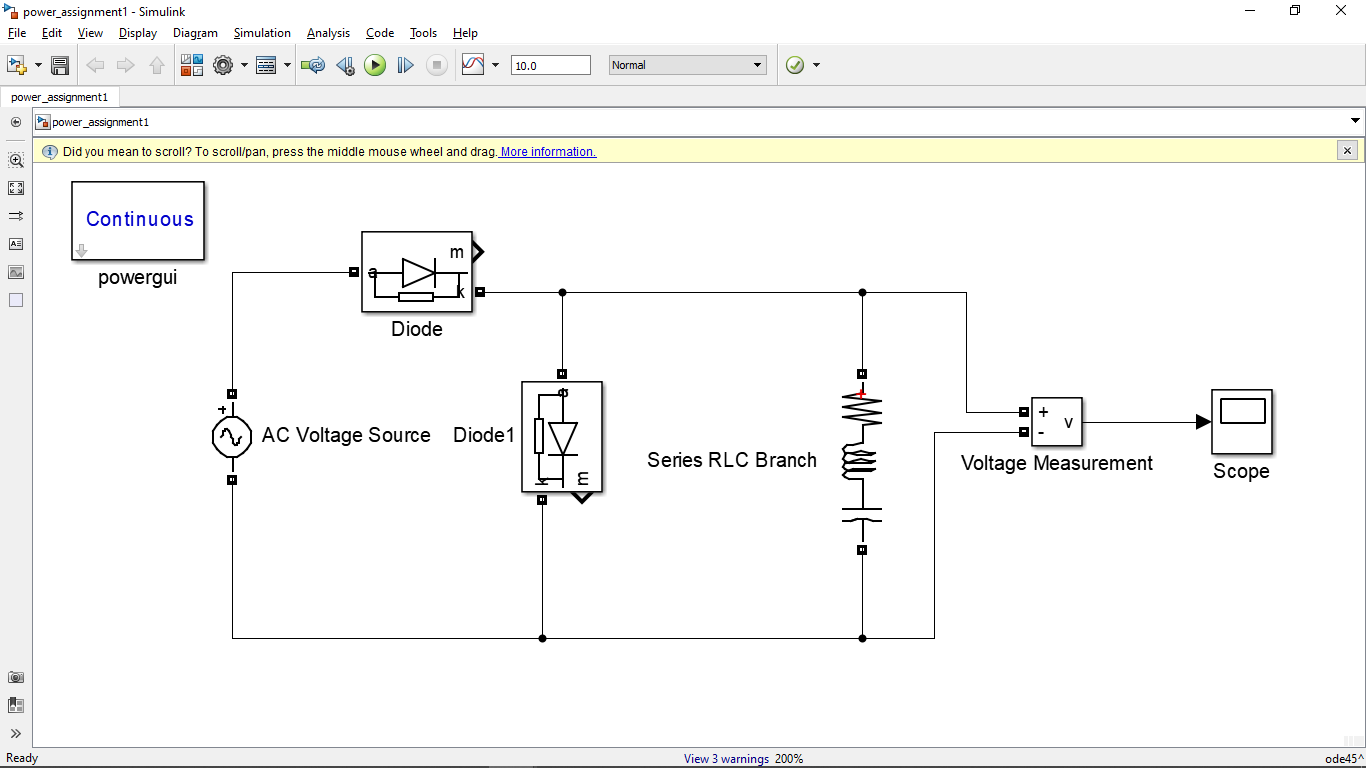 power_assignment1 - Simulink
File Edit View Display Diagram Simulation Analysis Code Tools Help
10.0 Normal
power_assignment1
power_assignment1
Did you mean to scroll? To scroll/pan, press the middle mouse wheel and drag. More information.
Continuous
powergui
m
a
k
Diode
+
AC Voltage Source
Diode1
a
k
m
Series RLC Branch
+
+
-
v
Voltage Measurement
Scope
Ready View 3 warnings 200% ode45^